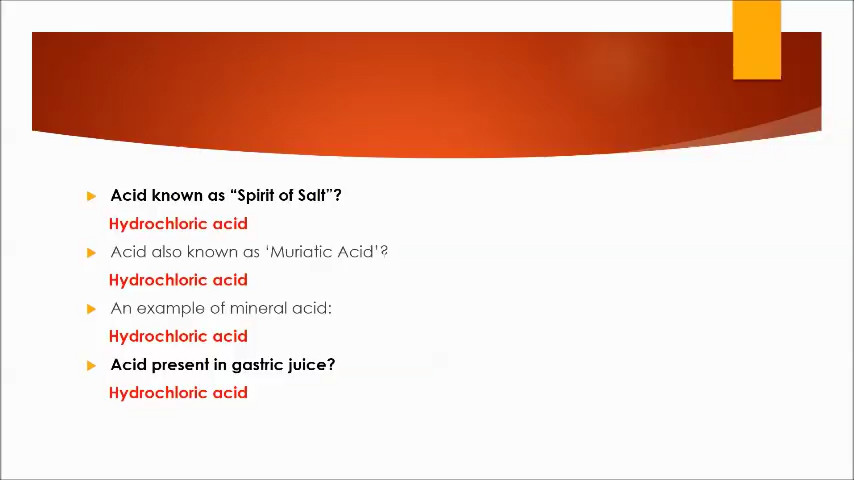 Acid known as “Spirit of Salt”?
Hydrochloric acid
Acid also known as ‘Muriatic Acid’?
Hydrochloric acid
An example of mineral acid:
Hydrochloric acid
Acid present in gastric juice?
Hydrochloric acid